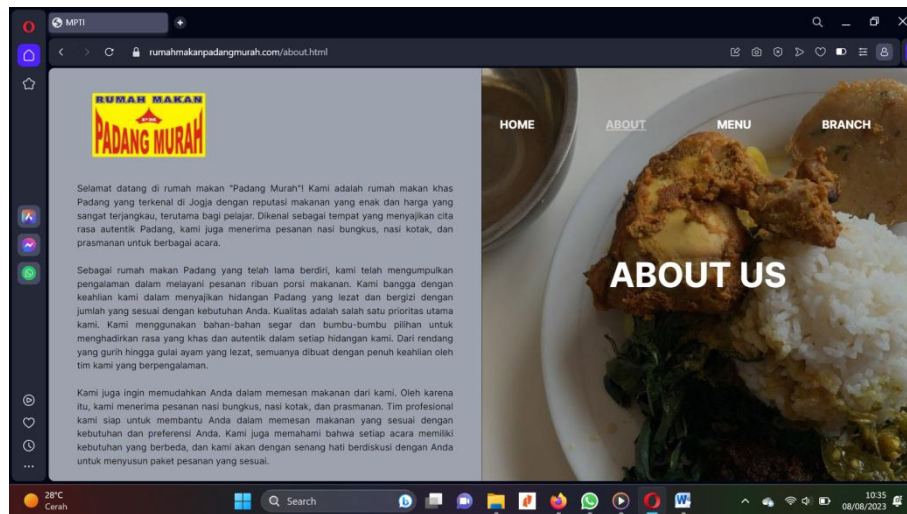 MPTI
rumahmakanpadangmurah.com/about.html
RUMAH MAKAN
PADANG MURAH
HOME ABOUT MENU BRANCH
Selamat datang di rumah makan "Padang Murah"! Kami adalah rumah makan khas
Padang yang terkenal di Jogja dengan reputasi makanan yang enak dan harga yang
sangat terjangkau, terutama bagi pelajar. Dikenal sebagai tempat yang menyajikan cita
rasa autentik Padang, kami juga menerima pesanan nasi bungkus, nasi kotak, dan
prasmanan untuk berbagai acara.
Sebagai rumah makan Padang yang telah lama berdiri, kami telah mengumpulkan
pengalaman dalam melayani pesanan ribuan porsi makanan. Kami bangga dengan
keahlian kami dalam menyajikan hidangan Padang yang lezat dan bergizi dengan
jumlah yang sesuai dengan kebutuhan Anda. Kualitas adalah salah satu prioritas utama
kami. Kami menggunakan bahan-bahan segar dan bumbu-bumbu pilihan untuk
menghadirkan rasa yang khas dan autentik dalam setiap hidangan kami. Dari rendang
yang gurih hingga gulai ayam yang lezat, semuanya dibuat dengan penuh keahlian oleh
tim kami yang berpengalaman.
Kami juga ingin memudahkan Anda dalam memesan makanan dari kami. Oleh karena
itu, kami menerima pesanan nasi bungkus, nasi kotak, dan prasmanan. Tim profesional
kami siap untuk membantu Anda dalam memesan makanan yang sesuai dengan
kebutuhan dan preferensi Anda. Kami juga memahami bahwa setiap acara memiliki
kebutuhan yang berbeda, dan kami akan dengan senang hati berdiskusi dengan Anda
untuk menyusun paket pesanan yang sesuai.
ABOUT US
28°C
Cerah
Search
10:35
08/08/2023